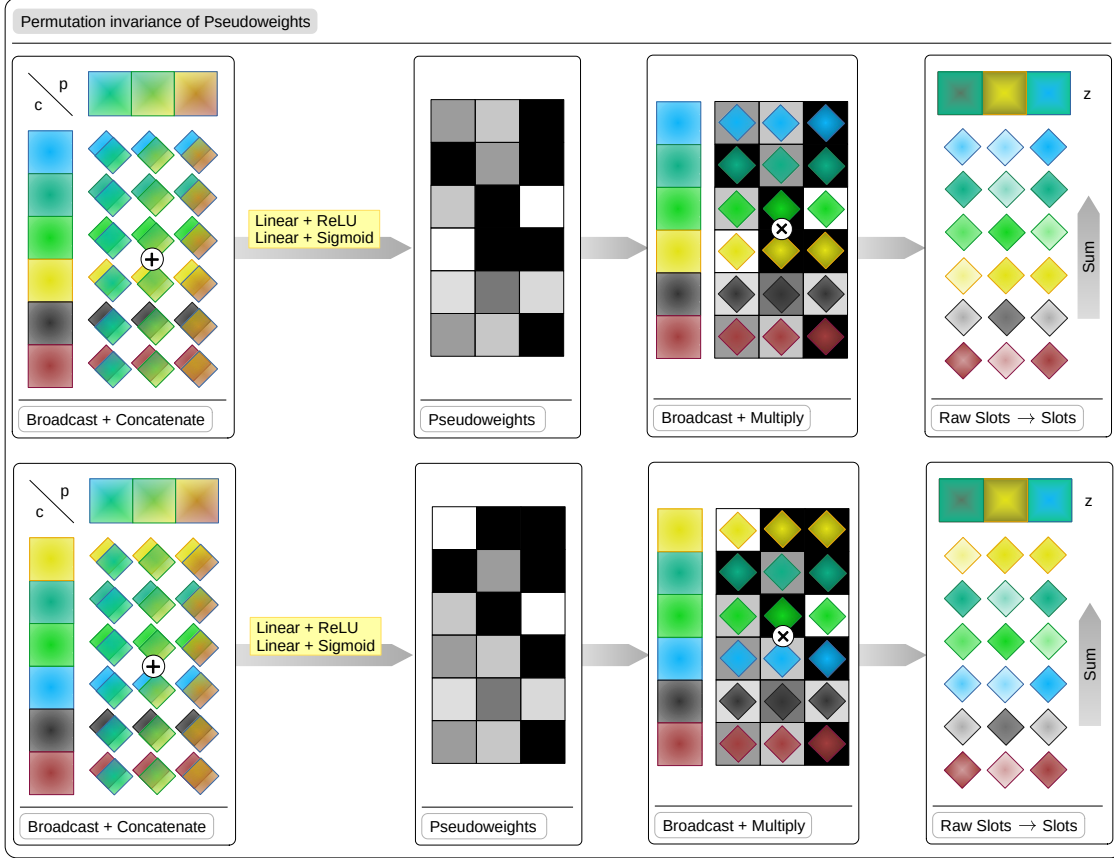 Permutation invariance of Pseudoweights
p
c
Linear + ReLU
Linear + Sigmoid
z
Sum
Broadcast + Concatenate
Pseudoweights
Broadcast + Multiply
Raw Slots → Slots
p
c
Linear + ReLU
Linear + Sigmoid
z
Sum
Broadcast + Concatenate
Pseudoweights
Broadcast + Multiply
Raw Slots → Slots